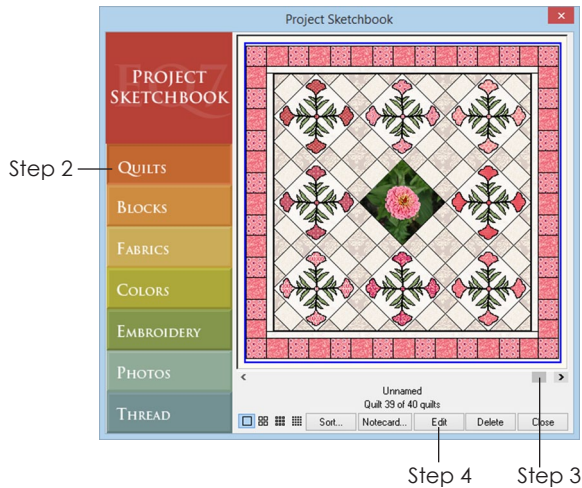 Project Sketchbook
EQ7
PROJECT
SKETCHBOOK
Step 2
QUILTS
BLOCKS
FABRICS
COLORS
EMBROIDERY
PHOTOS
THREAD
Unnamed
Quilt 39 of 40 quilts
Sort... Notecard... Edit Delete Close
Step 4 Step 3